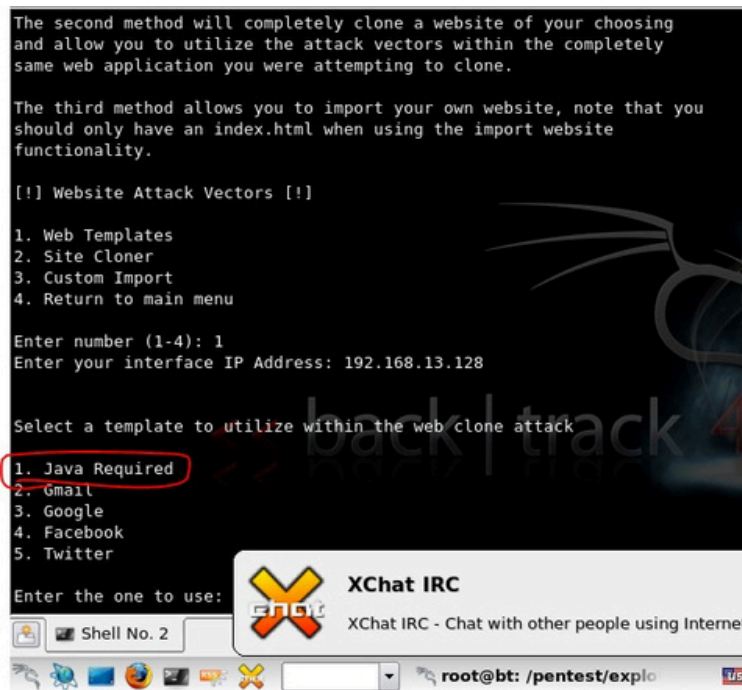 The second method will completely clone a website of your choosing
and allow you to utilize the attack vectors within the completely
same web application you were attempting to clone.
The third method allows you to import your own website, note that you
should only have an index.html when using the import website
functionality.
[!] Website Attack Vectors [!]
1. Web Templates
2. Site Cloner
3. Custom Import
4. Return to main menu
Enter number (1-4): 1
Enter your interface IP Address: 192.168.13.128
Select a template to utilize within the web clone attack
<< back | track 4
1. Java Required
2. Gmail
3. Google
4. Facebook
5. Twitter
Enter the one to use:
chat
XChat IRC
XChat IRC - Chat with other people using Interne
Shell No. 2
root@bt: /pentest/explo
us